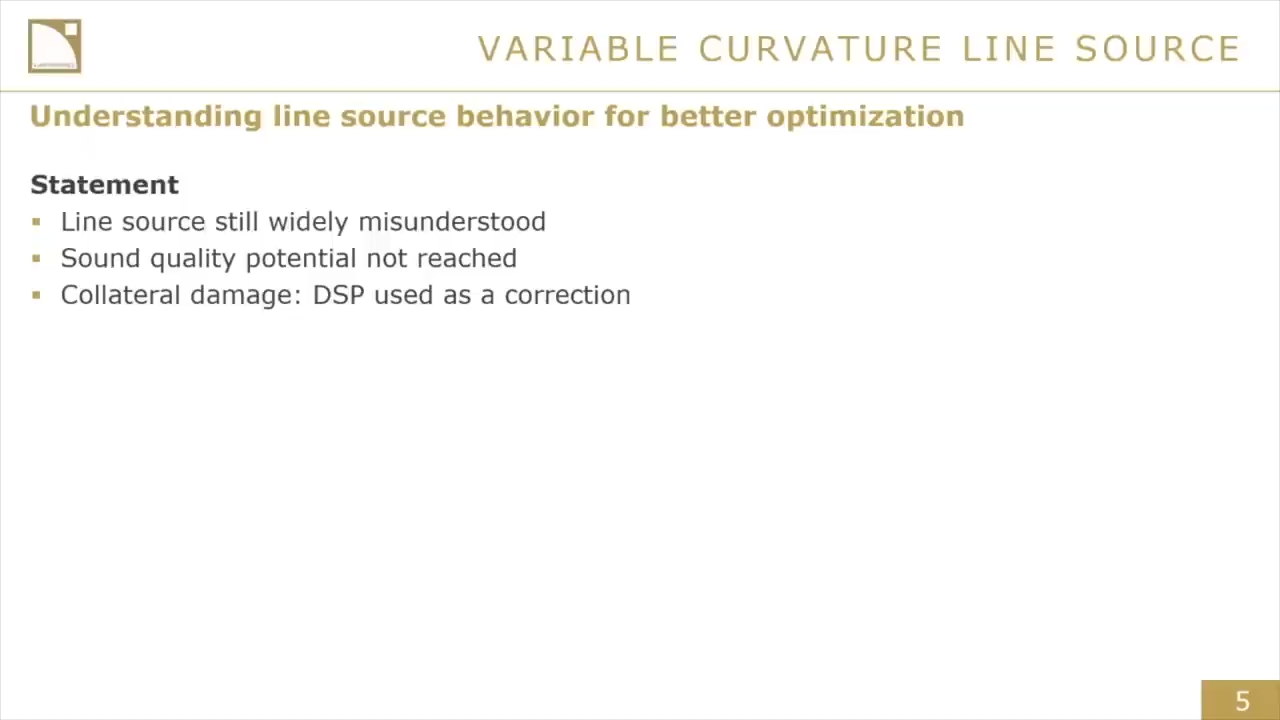 VARIABLE CURVATURE LINE SOURCE
Understanding line source behavior for better optimization
Statement
▪ Line source still widely misunderstood
▪ Sound quality potential not reached
▪ Collateral damage: DSP used as a correction
5